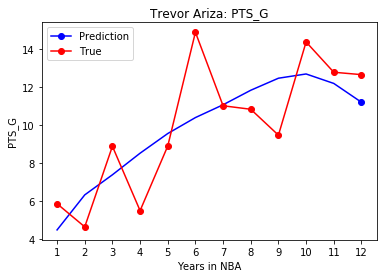 Trevor Ariza: PTS_G
Prediction
True
14
12
10
8
6
4
PTS_G
1 2 3 4 5 6 7 8 9 10 11 12
Years in NBA